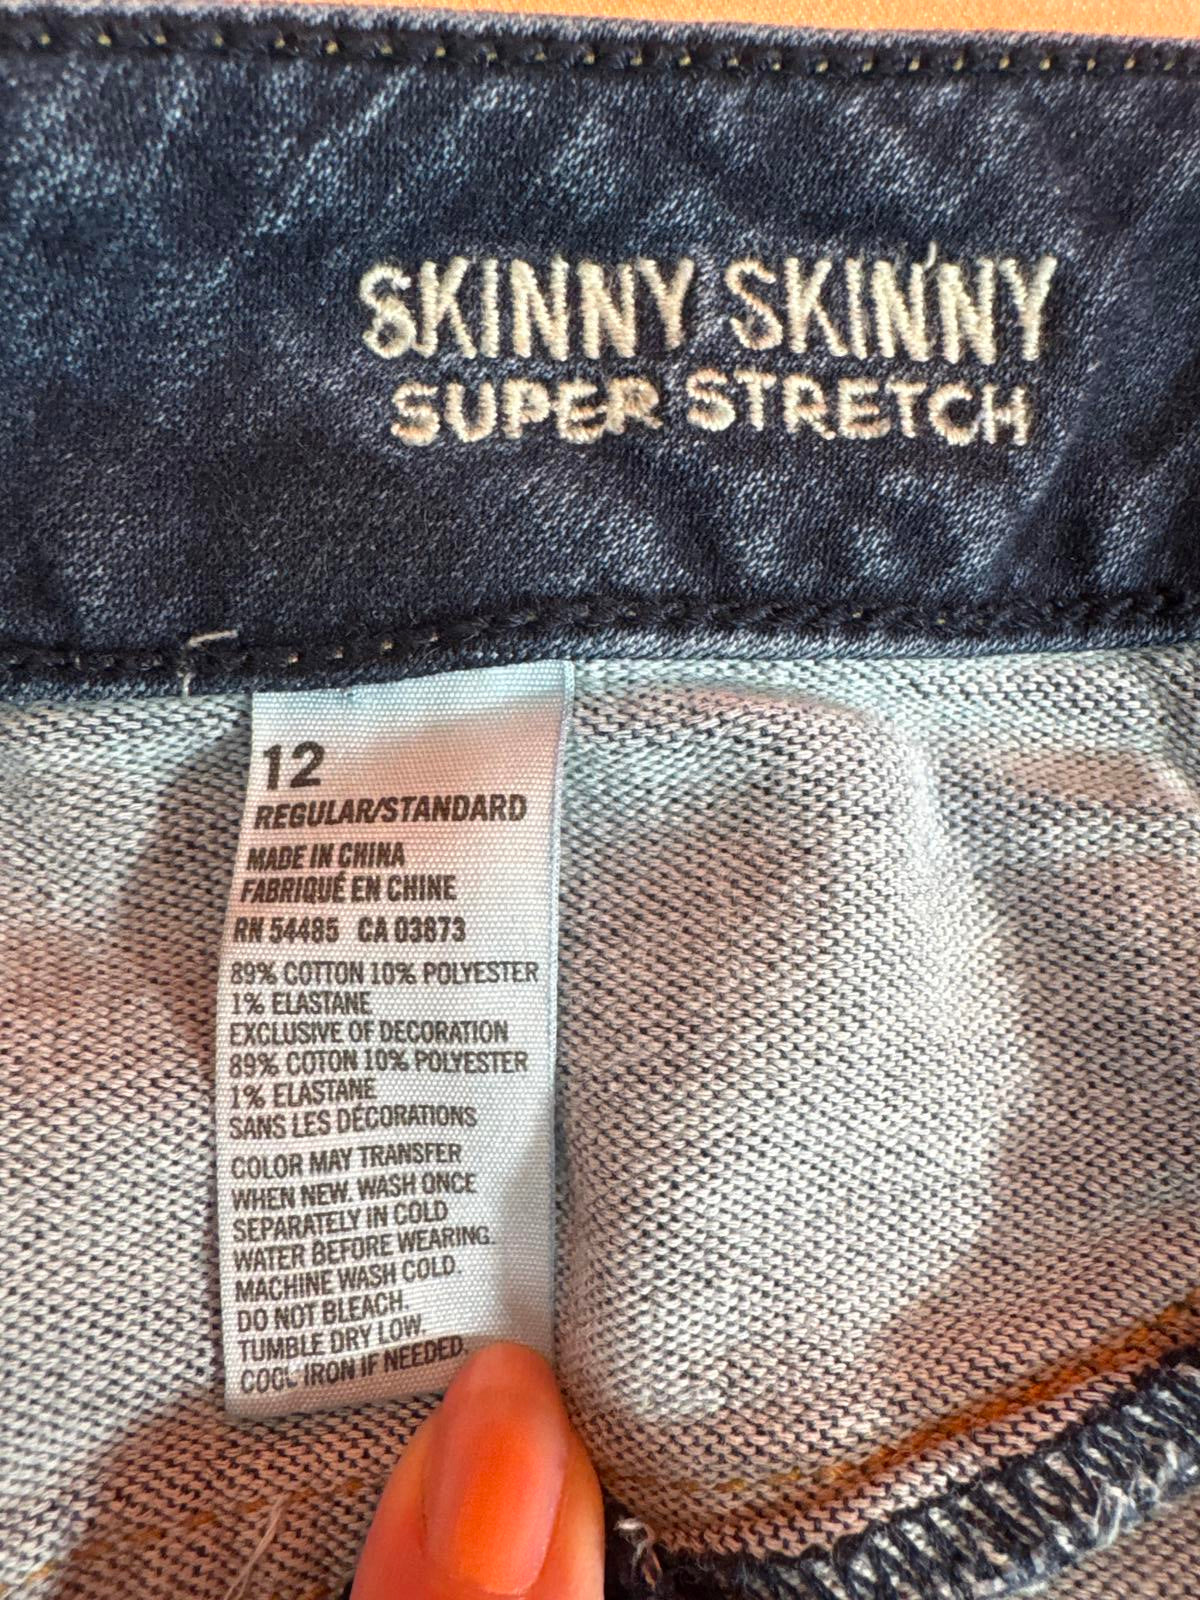 SKINNY SKINNY
SUPER STRETCH
12
REGULAR/STANDARD
MADE IN CHINA
FABRIQUÉ EN CHINE
RN 54485 CA 03873
89% COTTON 10% POLYESTER
1% ELASTANE
EXCLUSIVE OF DECORATION
89% COTON 10% POLYESTER
1% ELASTANE
SANS LES DÉCORATIONS
COLOR MAY TRANSFER
WHEN NEW. WASH ONCE
SEPARATELY IN COLD
WATER BEFORE WEARING.
MACHINE WASH COLD.
DO NOT BLEACH.
TUMBLE DRY LOW.
COOL IRON IF NEEDED.